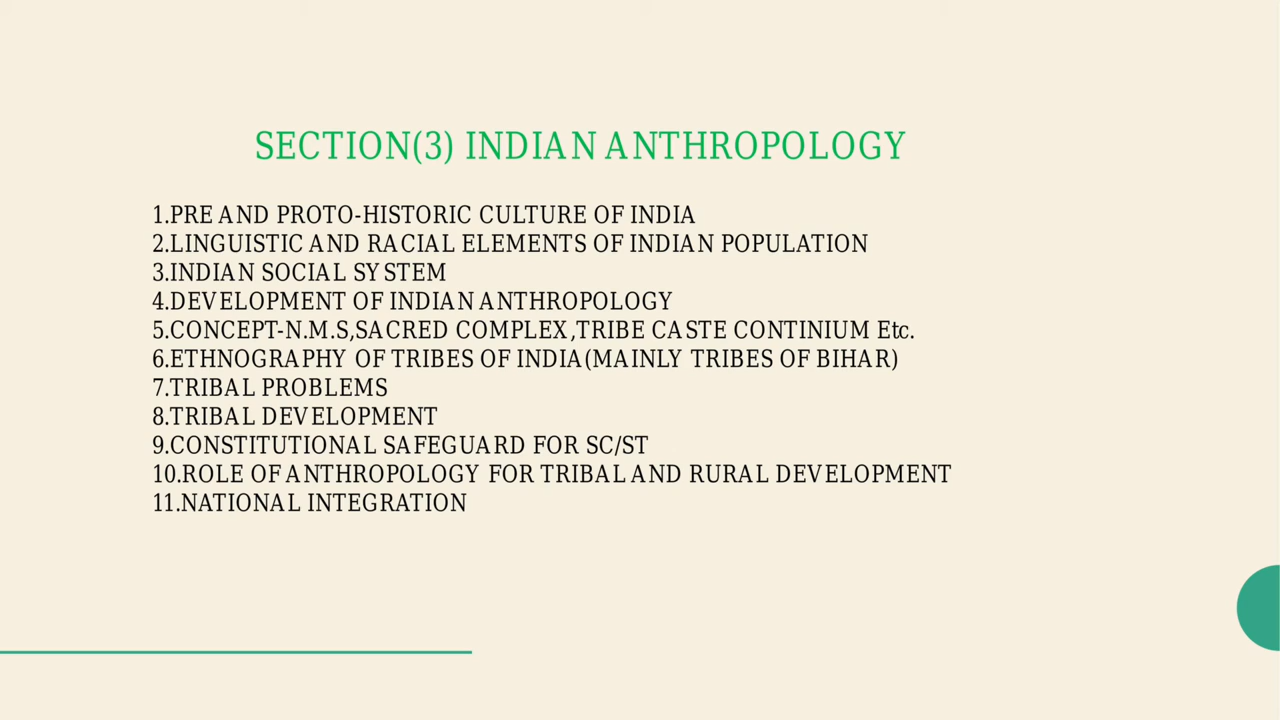 SECTION(3) INDIAN ANTHROPOLOGY
1.PRE AND PROTO-HISTORIC CULTURE OF INDIA
2.LINGUISTIC AND RACIAL ELEMENTS OF INDIAN POPULATION
3.INDIAN SOCIAL SYSTEM
4.DEVELOPMENT OF INDIAN ANTHROPOLOGY
5.CONCEPT-N.M.S,SACRED COMPLEX,TRIBE CASTE CONTINIUM Etc.
6.ETHNOGRAPHY OF TRIBES OF INDIA(MAINLY TRIBES OF BIHAR)
7.TRIBAL PROBLEMS
8.TRIBAL DEVELOPMENT
9.CONSTITUTIONAL SAFEGUARD FOR SC/ST
10.ROLE OF ANTHROPOLOGY FOR TRIBAL AND RURAL DEVELOPMENT
11.NATIONAL INTEGRATION